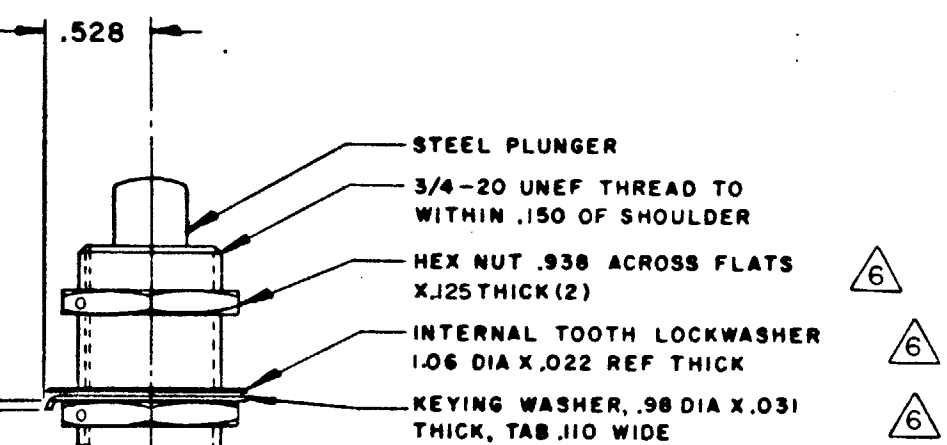 .528
STEEL PLUNGER
3/4-20 UNEF THREAD TO
WITHIN .150 OF SHOULDER
HEX NUT .938 ACROSS FLATS
X.125 THICK (2)
6
INTERNAL TOOTH LOCKWASHER
1.06 DIA X .022 REF THICK
6
KEYING WASHER, .98 DIA X .031
THICK, TAB .110 WIDE
6